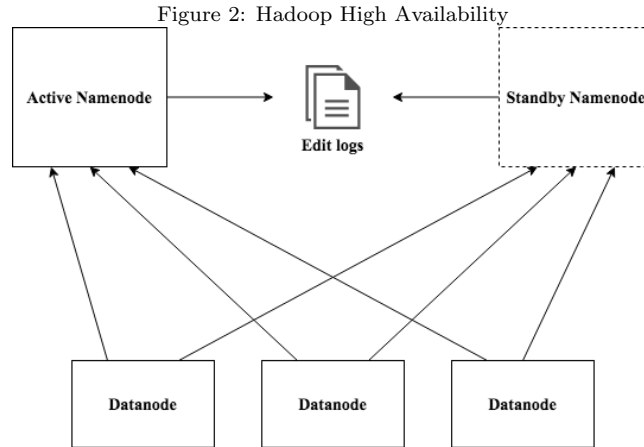 Figure 2: Hadoop High Availability
Active Namenode
Edit logs
Standby Namenode
Datanode
Datanode
Datanode